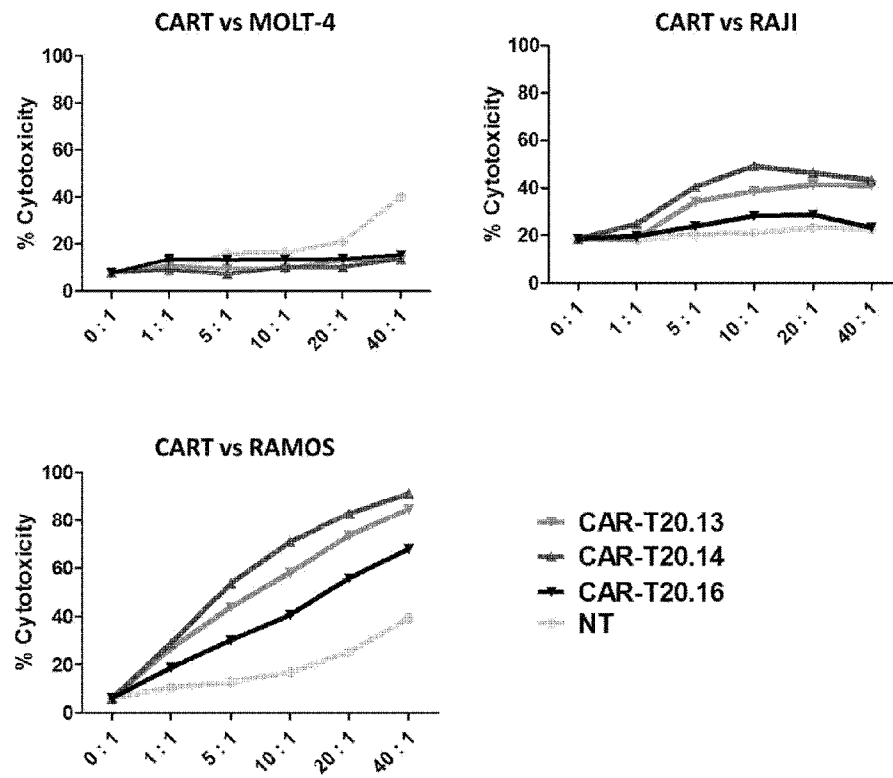 CART vs MOLT-4
% Cytotoxicity
100
80
60
40
20
0
0 : 1
1 : 1
5 : 1
10 : 1
20 : 1
40 : 1
CART vs RAJI
% Cytotoxicity
100
80
60
40
20
0
0 : 1
1 : 1
5 : 1
10 : 1
20 : 1
40 : 1
CART vs RAMOS
% Cytotoxicity
100
80
60
40
20
0
0 : 1
1 : 1
5 : 1
10 : 1
20 : 1
40 : 1
CAR-T20.13
CAR-T20.14
CAR-T20.16
NT